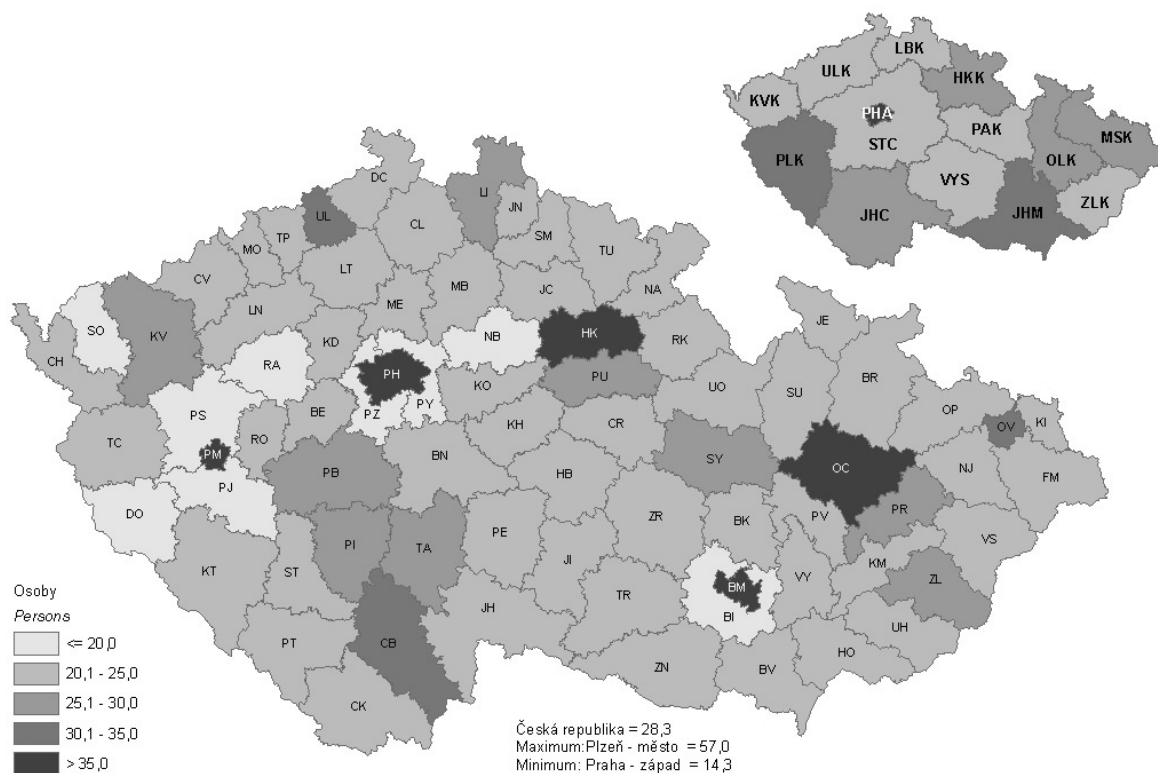 LBK
ULK
HKK
KVK
PHA
PAK
STC
MSK
PLK
OLK
VYS
ZLK
JHC
JHM
DC
LI
JN
UL
CL
SM
TP
MO
TU
LT
CV
MB
JC
NA
ME
LN
SO
KV
HK
NB
KD
RK
JE
CH
RA
PH
PU
BR
KO
UO
SU
PZ
PY
BE
PS
OP
KI
OV
KH
CR
RO
TC
PM
BN
SY
OC
NJ
PB
HB
FM
PJ
DO
PV
PR
ZR
BK
PE
PI
TA
VS
JI
KM
KT
ST
VY
ZL
BM
TR
JH
BI
UH
PT
CB
HO
ZN
BV
CK
Osoby
Persons
<= 20,0
20,1 - 25,0
25,1 - 30,0
30,1 - 35,0
> 35,0
Česká republika = 28,3
Maximum: Plzeň - město = 57,0
Minimum: Praha - západ = 14,3